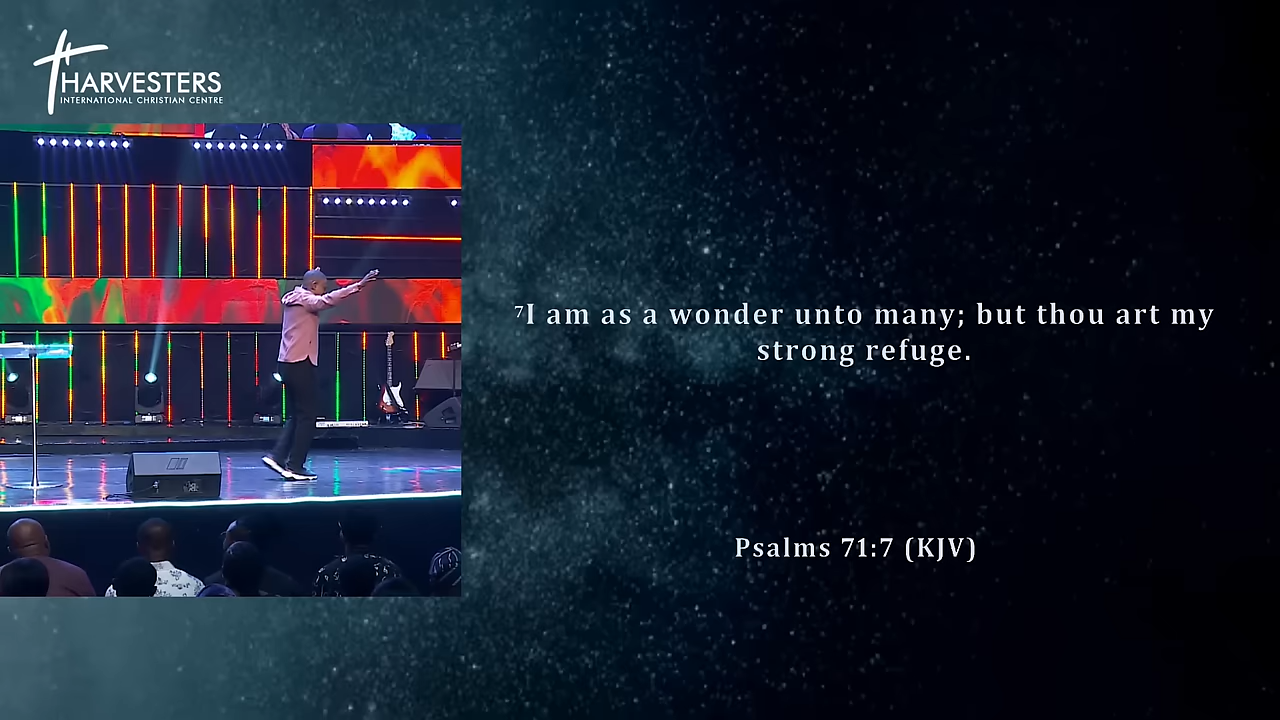 HARVESTERS
INTERNATIONAL CHRISTIAN CENTRE
⁷I am as a wonder unto many; but thou art my
strong refuge.
Psalms 71:7 (KJV)